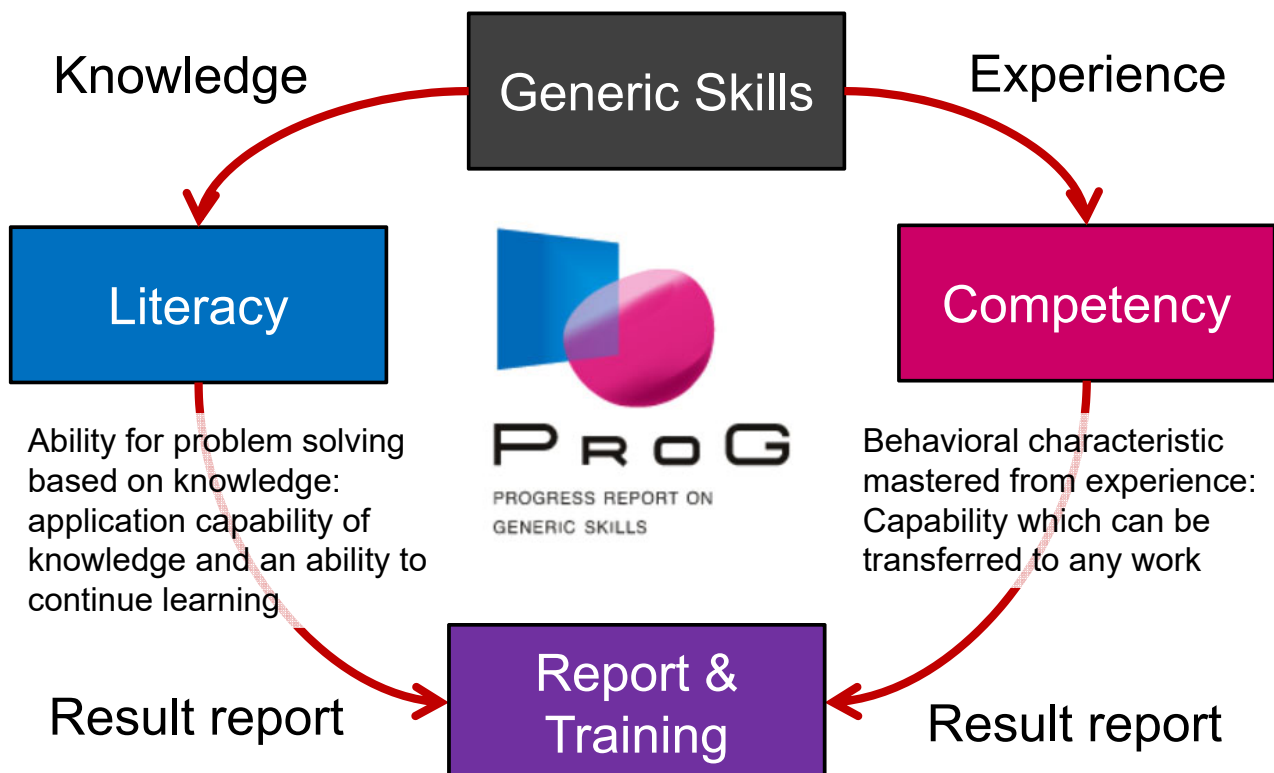 Knowledge
Generic Skills
Experience
Literacy
Competency
PROG
PROGRESS REPORT ON
GENERIC SKILLS
Ability for problem solving
based on knowledge:
application capability of
knowledge and an ability to
continue learning
Behavioral characteristic
mastered from experience:
Capability which can be
transferred to any work
Result report
Report &
Training
Result report